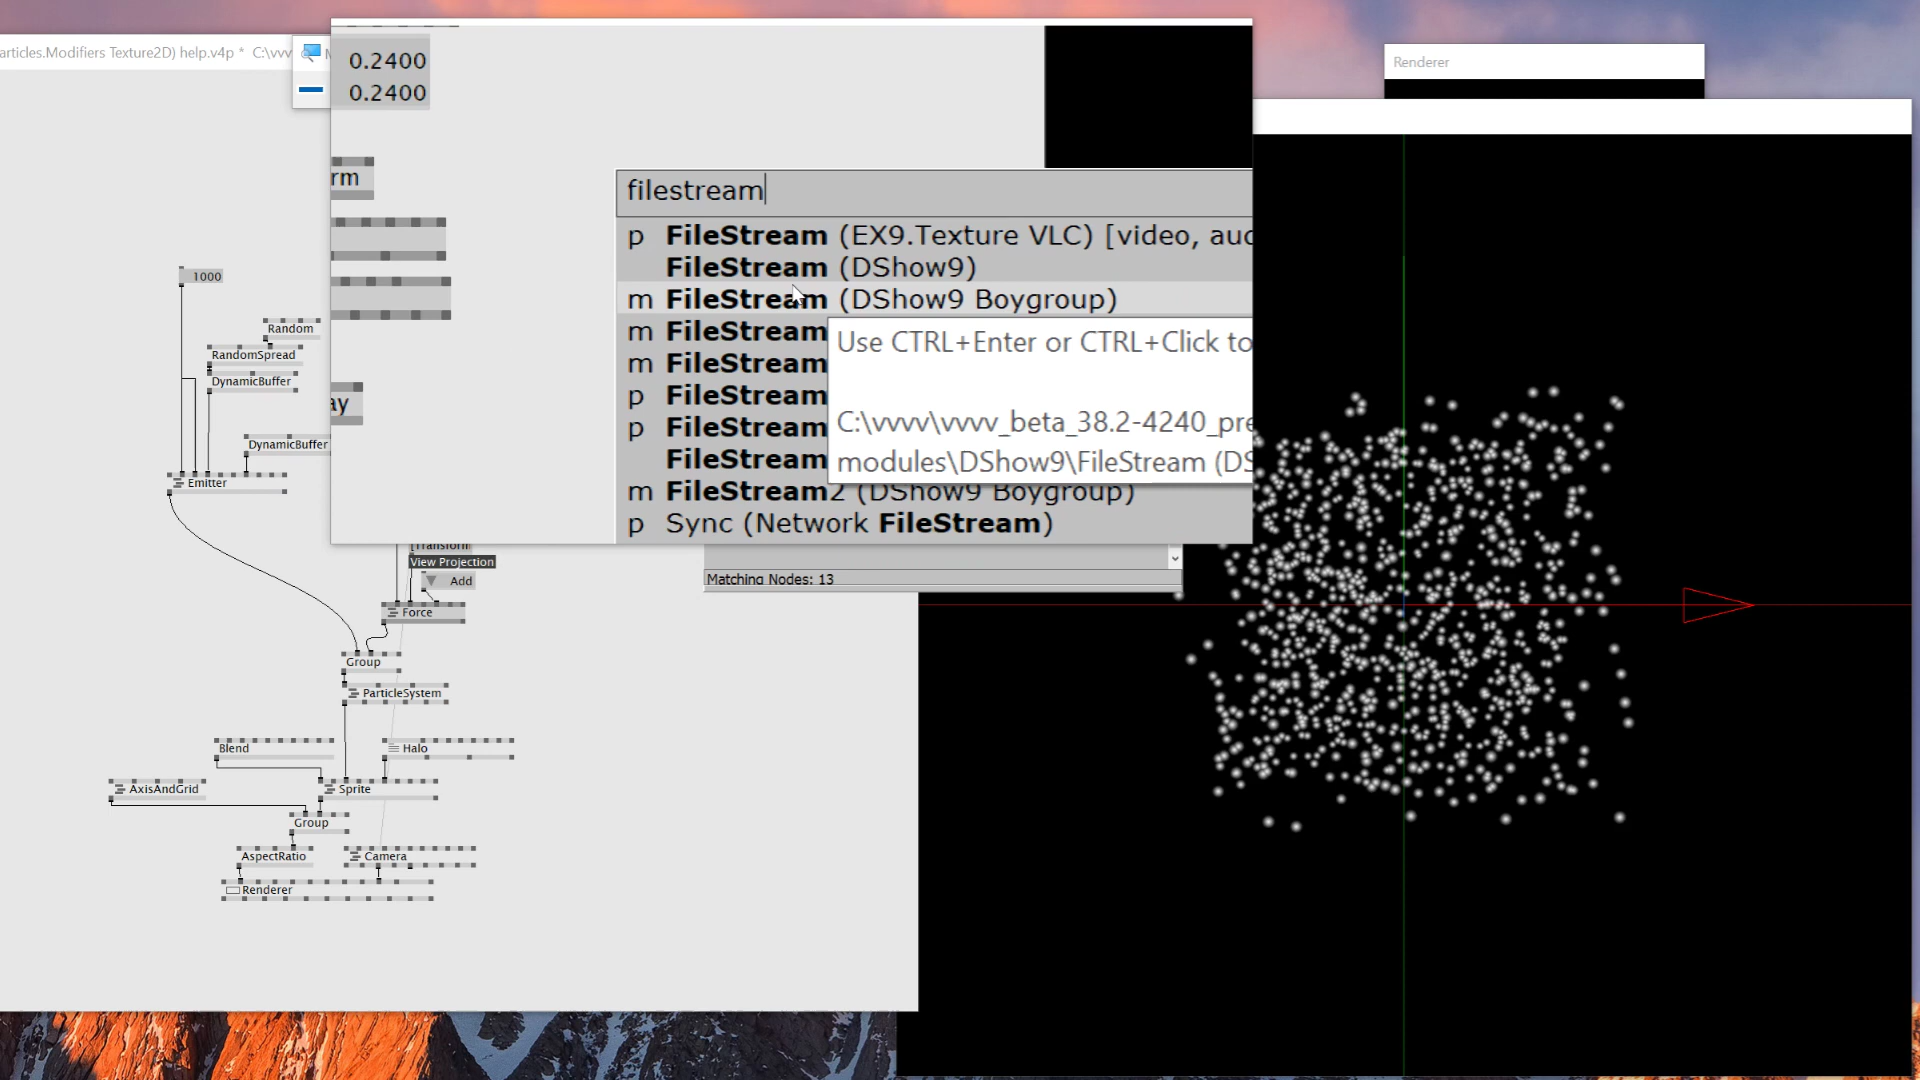 articles.Modifiers Texture2D) help.v4p *  C:\vvv
Renderer
0.2400
0.2400
rm
ay
filestream
p FileStream (EX9.Texture VLC) [video, aud
FileStream (DShow9)
m FileStream (DShow9 Boygroup)
m FileStream
m FileStream
p FileStream
p FileStream
FileStream
m FileStream2 (DShow9 Boygroup)
p Sync (Network FileStream)
Use CTRL+Enter or CTRL+Click to
C:\vvvv\vvvv_beta_38.2-4240_pre
modules\DShow9\FileStream (DS
Matching Nodes: 13
1000
Random
RandomSpread
DynamicBuffer
DynamicBuffer
Emitter
Transform
View Projection
Add
Force
Group
ParticleSystem
Blend
Halo
AxisAndGrid
Sprite
Group
AspectRatio
Camera
Renderer